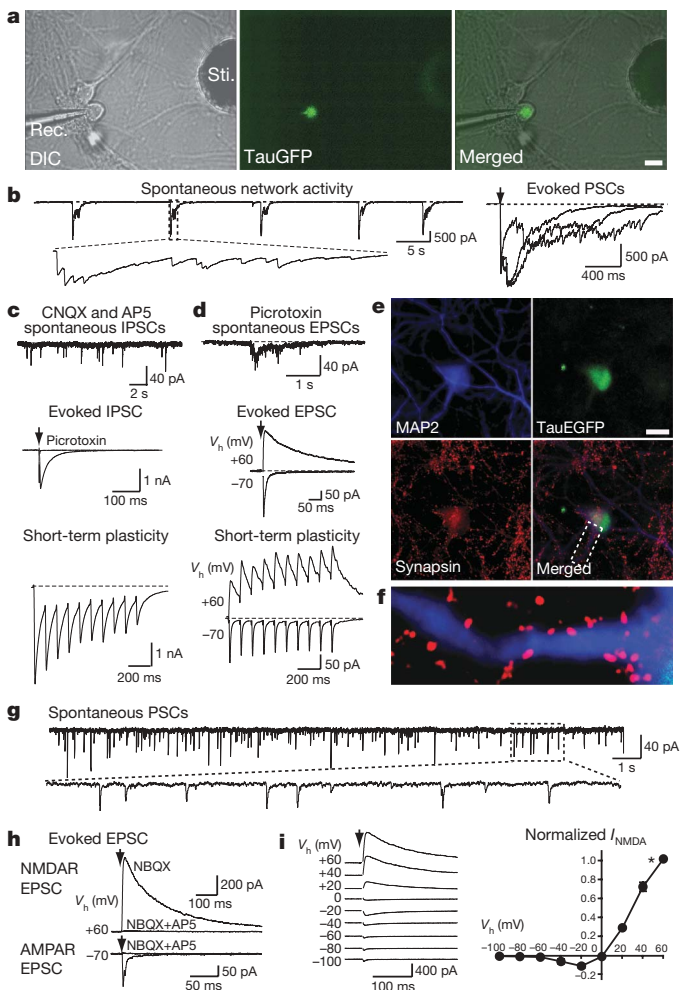 a
Sti.
Rec.
DIC
TauGFP
Merged
b
Spontaneous network activity
5 s
500 pA
Evoked PSCs
500 pA
400 ms
c
CNQX and AP5
spontaneous IPSCs
40 pA
2 s
Evoked IPSC
Picrotoxin
1 nA
100 ms
Short-term plasticity
1 nA
200 ms
d
Picrotoxin
spontaneous EPSCs
40 pA
1 s
Evoked EPSC
Vh (mV)
+60
−70
50 pA
50 ms
Short-term plasticity
Vh (mV)
+60
−70
50 pA
200 ms
e
MAP2
TauEGFP
Synapsin
Merged
f
g
Spontaneous PSCs
40 pA
1 s
h
Evoked EPSC
NMDAR
EPSC
NBQX
200 pA
100 ms
Vh (mV)
+60
NBQX+AP5
AMPAR
EPSC
−70
NBQX+AP5
50 pA
50 ms
i
Vh (mV)
+60
+40
+20
0
−20
−40
−60
−80
−100
400 pA
100 ms
Normalized INMDA
1.0
*
0.8
0.6
0.4
0.2
Vh (mV)
−100 −80 −60 −40 −20 0 20 40 60
−0.2